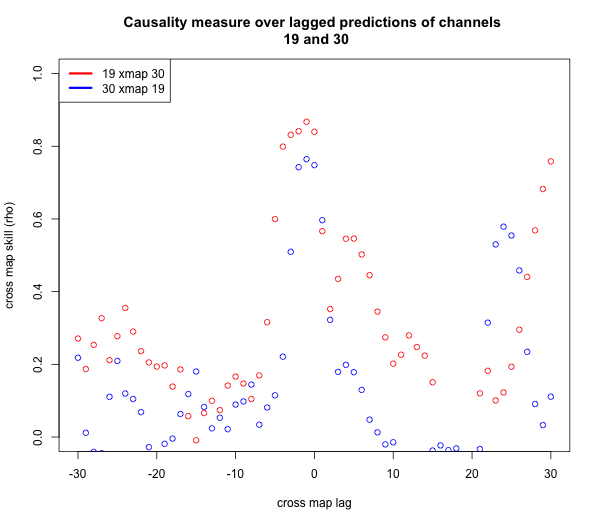 Causality measure over lagged predictions of channels
19 and 30
19 xmap 30
30 xmap 19
cross map skill (rho)
1.0
0.8
0.6
0.4
0.2
0.0
-30 -20 -10 0 10 20 30
cross map lag